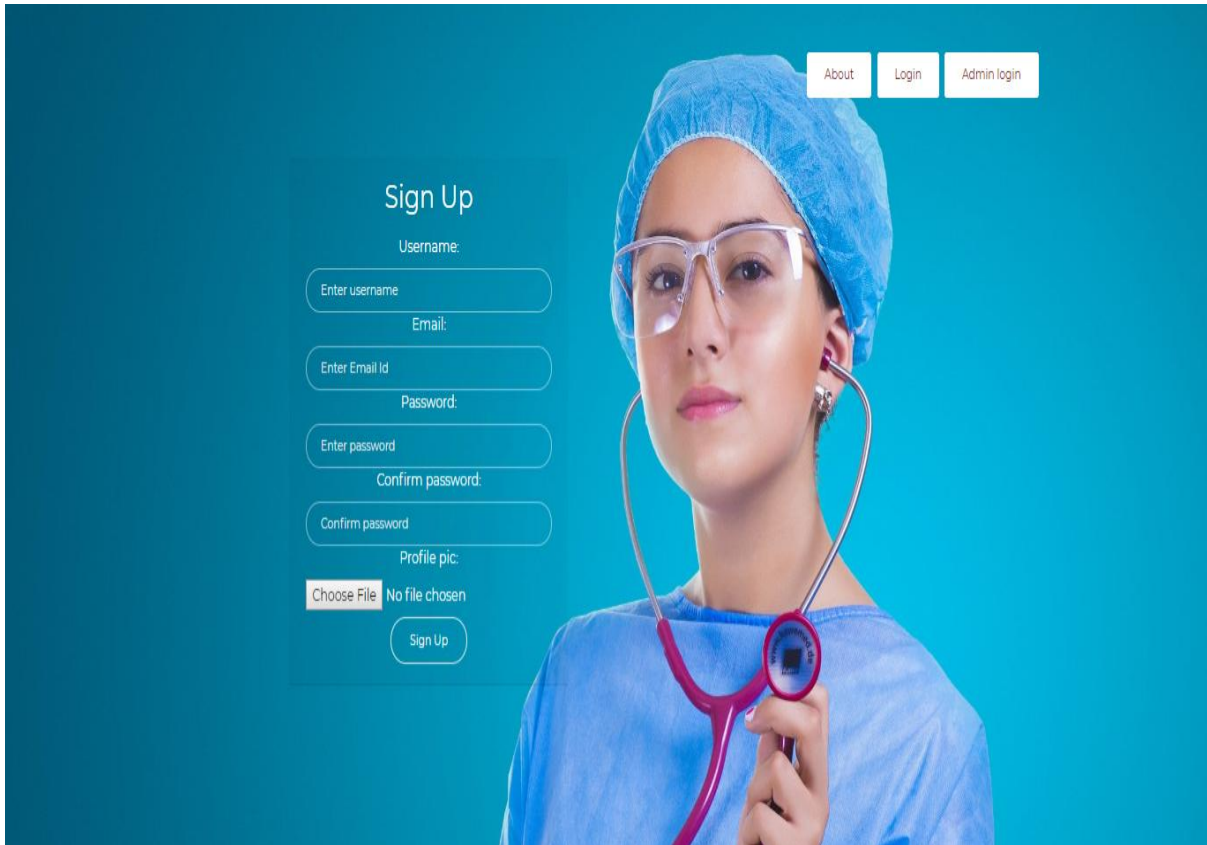 About Login Admin login
Sign Up
Username:
Enter username
Email:
Enter Email Id
Password:
Enter password
Confirm password:
Confirm password
Profile pic:
Choose File No file chosen
Sign Up